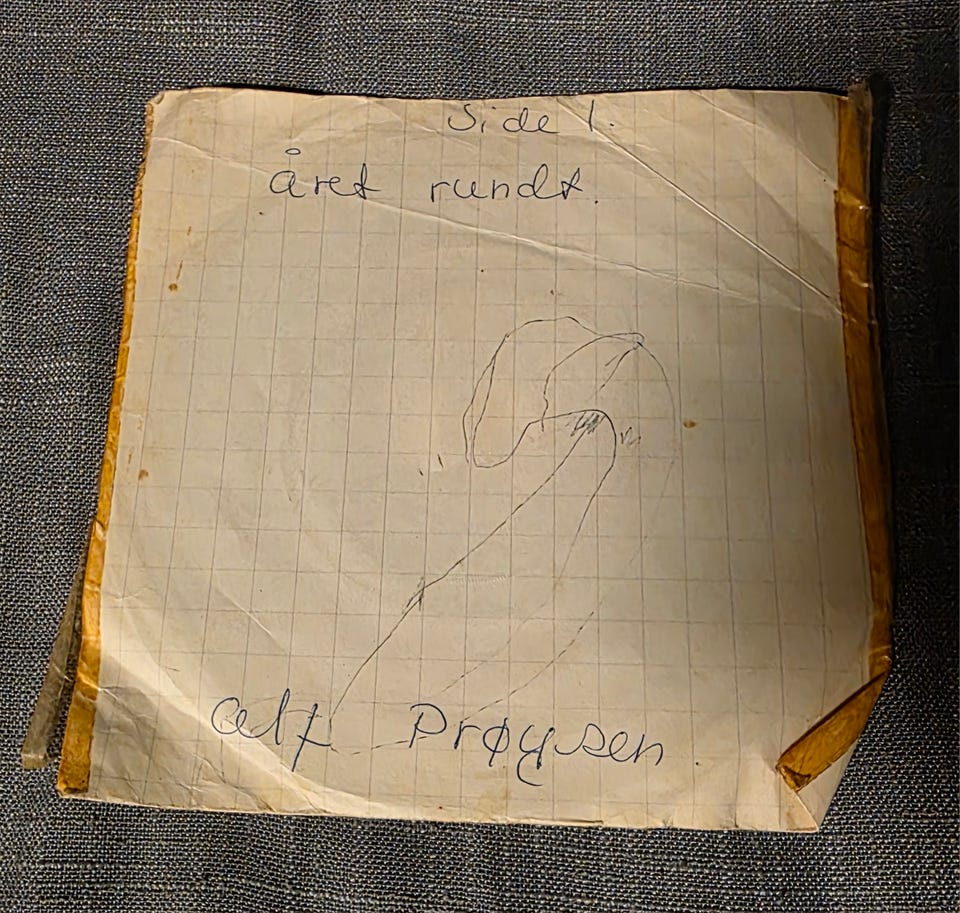 Side 1.
året rundt.
alf Prøysen.